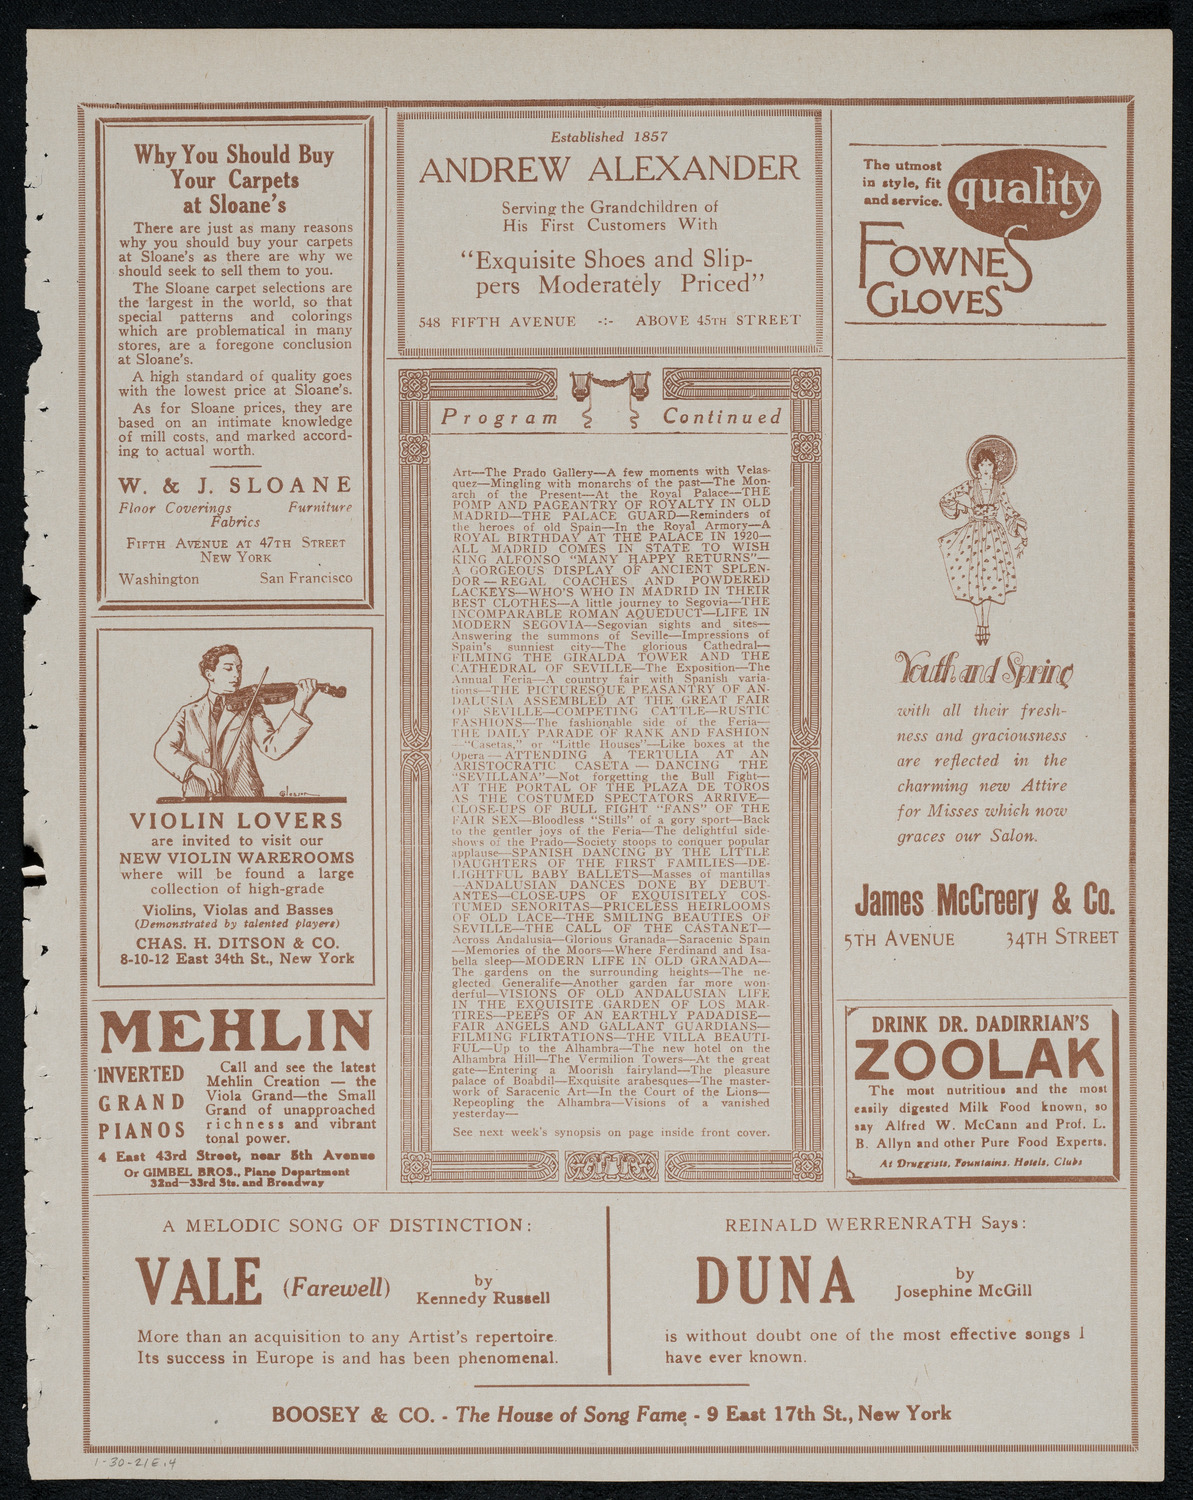 Why You Should Buy
Your Carpets
at Sloane's
There are just as many reasons
why you should buy your carpets
at Sloane's as there are why we
should seek to sell them to you.
The Sloane carpet selections are
the largest in the world, so that
special patterns and colorings
which are problematical in many
stores, are a foregone conclusion
at Sloane's.
A high standard of quality goes
with the lowest price at Sloane's.
As for Sloane prices, they are
based on an intimate knowledge
of mill costs, and marked accord-
ing to actual worth.
W. & J. SLOANE
Floor Coverings Furniture
Fabrics
FIFTH AVENUE AT 47TH STREET
NEW YORK
Washington San Francisco
VIOLIN LOVERS
are invited to visit our
NEW VIOLIN WAREROOMS
where will be found a large
collection of high-grade
Violins, Violas and Basses
(Demonstrated by talented players)
CHAS. H. DITSON & CO.
8-10-12 East 34th St., New York
MEHLIN
INVERTED
GRAND
PIANOS
Call and see the latest
Mehlin Creation — the
Viola Grand—the Small
Grand of unapproached
richness and vibrant
tonal power.
4 East 43rd Street, near 5th Avenue
Or GIMBEL BROS., Piano Department
32nd—33rd Sts. and Broadway
Established 1857
ANDREW ALEXANDER
Serving the Grandchildren of
His First Customers With
"Exquisite Shoes and Slip-
pers Moderately Priced"
548 FIFTH AVENUE -:- ABOVE 45TH STREET
Program Continued
Art—The Prado Gallery—A few moments with Velas-
quez—Mingling with monarchs of the past—The Mon-
arch of the Present—At the Royal Palace—THE
POMP AND PAGEANTRY OF ROYALTY IN OLD
MADRID—THE PALACE GUARD—Reminders of
the heroes of old Spain—In the Royal Armory—A
ROYAL BIRTHDAY AT THE PALACE IN 1920—
ALL MADRID COMES IN STATE TO WISH
KING ALFONSO "MANY HAPPY RETURNS"—
A GORGEOUS DISPLAY OF ANCIENT SPLEN-
DOR—REGAL COACHES AND POWDERED
LACKEYS—WHO'S WHO IN MADRID IN THEIR
BEST CLOTHES—A little journey to Segovia—THE
INCOMPARABLE ROMAN AQUEDUCT—LIFE IN
MODERN SEGOVIA—Segovian sights and sites—
Answering the summons of Seville—Impressions of
Spain's sunniest city—The glorious Cathedral—
FILMING THE GIRALDA TOWER AND THE
CATHEDRAL OF SEVILLE—The Exposition—The
Annual Feria—A country fair with Spanish varia-
tions—THE PICTURESQUE PEASANTRY OF AN-
DALUSIA ASSEMBLED AT THE GREAT FAIR
OF SEVILLE—COMPETING CATTLE—RUSTIC
FASHIONS—The fashionable side of the Feria—
THE DAILY PARADE OF RANK AND FASHION
—"Casetas," or "Little Houses"—Like boxes at the
Opera—ATTENDING A TERTULIA AT AN
ARISTOCRATIC CASETA — DANCING THE
"SEVILLANA"—Not forgetting the Bull Fight—
AT THE PORTAL OF THE PLAZA DE TOROS
AS THE COSTUMED SPECTATORS ARRIVE—
CLOSE-UPS OF BULL FIGHT "FANS" OF THE
FAIR SEX—Bloodless "Stills" of a gory sport—Back
to the gentler joys of the Feria—The delightful side-
shows of the Prado—Society stoops to conquer popular
applause—SPANISH DANCING BY THE LITTLE
DAUGHTERS OF THE FIRST FAMILIES—DE-
LIGHTFUL BABY BALLETS—Masses of mantillas
—ANDALUSIAN DANCES DONE BY DEBUT-
ANTES—CLOSE-UPS OF EXQUISITELY COS-
TUMED SENORITAS—PRICELESS HEIRLOOMS
OF OLD LACE—THE SMILING BEAUTIES OF
SEVILLE—THE CALL OF THE CASTANET—
Across Andalusia—Glorious Granada—Saracenic Spain
—Memories of the Moors—Where Ferdinand and Isa-
bella sleep—MODERN LIFE IN OLD GRANADA—
The gardens on the surrounding heights—The ne-
glected Generalife—Another garden far more won-
derful—VISIONS OF OLD ANDALUSIAN LIFE
IN THE EXQUISITE GARDEN OF LOS MAR-
TIRES—PEEPS OF AN EARTHLY PADADISE—
FAIR ANGELS AND GALLANT GUARDIANS—
FILMING FLIRTATIONS—THE VILLA BEAUTI-
FUL—Up to the Alhambra—The new hotel on the
Alhambra Hill—The Vermilion Towers—At the great
gate—Entering a Moorish fairyland—The pleasure
palace of Boabdil—Exquisite arabesques—The master-
work of Saracenic Art—In the Court of the Lions—
Repeopling the Alhambra—Visions of a vanished
yesterday—
See next week's synopsis on page inside front cover.
The utmost
in style, fit
and service.
quality
FOWNES
GLOVES
Youth and Spring
with all their fresh-
ness and graciousness
are reflected in the
charming new Attire
for Misses which now
graces our Salon.
James McCreery & Co.
5TH AVENUE 34TH STREET
DRINK DR. DADIRRIAN'S
ZOOLAK
The most nutritious and the most
easily digested Milk Food known, so
say Alfred W. McCann and Prof. L.
B. Allyn and other Pure Food Experts.
At Druggists, Fountains, Hotels, Clubs
A MELODIC SONG OF DISTINCTION:
VALE (Farewell) by
Kennedy Russell
More than an acquisition to any Artist's repertoire.
Its success in Europe is and has been phenomenal.
REINALD WERRENRATH Says:
DUNA by
Josephine McGill
is without doubt one of the most effective songs I
have ever known.
BOOSEY & CO. - The House of Song Fame - 9 East 17th St., New York
1-30-21E.4